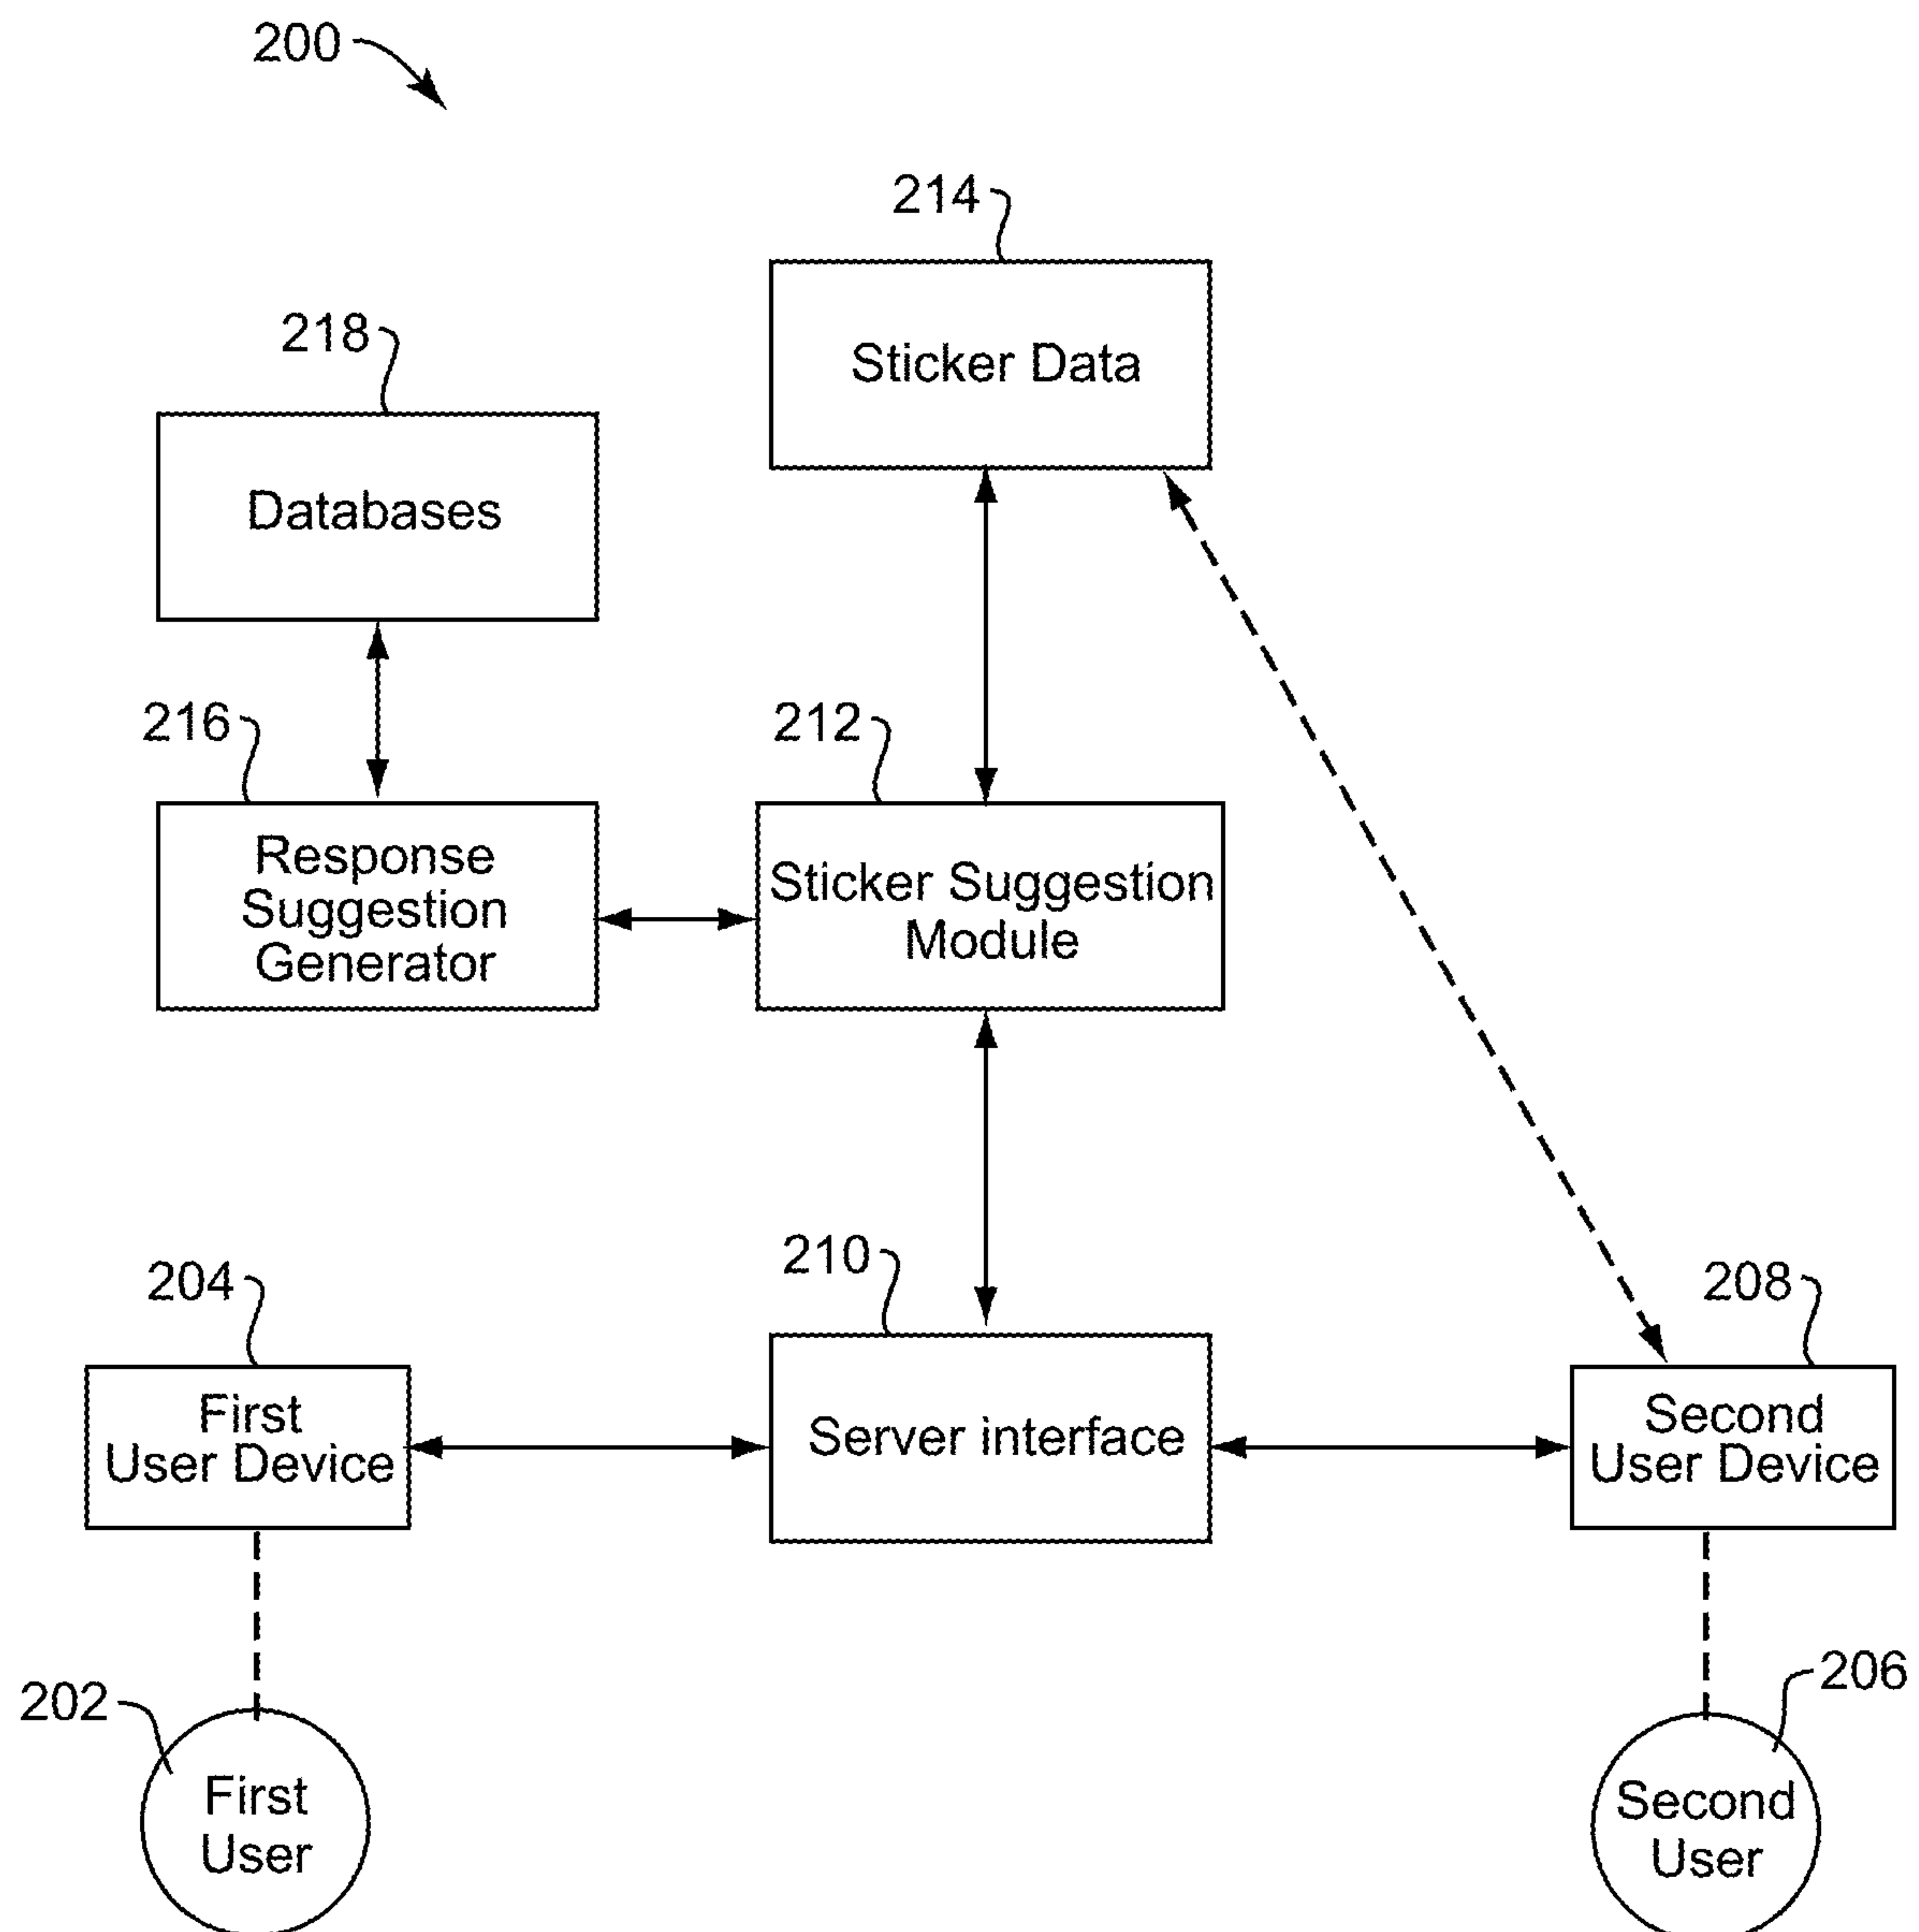 200
214
Sticker Data
218
Databases
216
Response
Suggestion
Generator
212
Sticker Suggestion
Module
210
Server interface
204
First
User Device
208
Second
User Device
202
First
User
206
Second
User